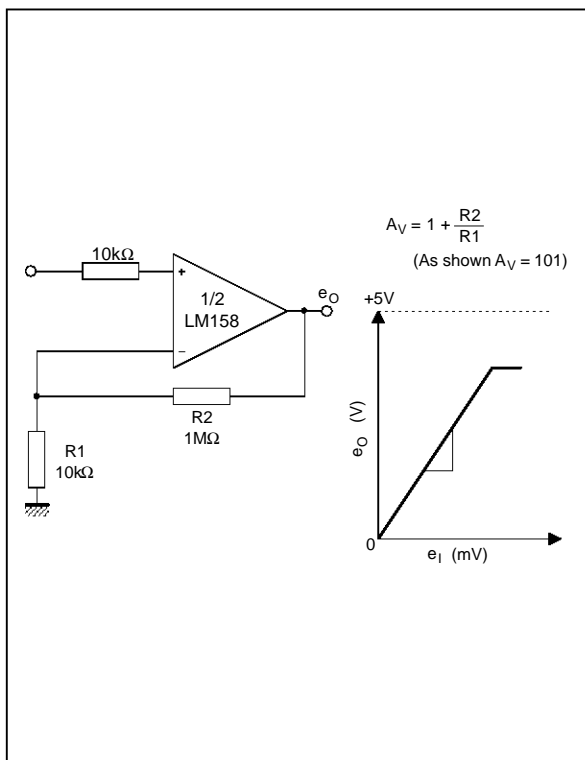 A_V = 1 + R2/R1
(As shown A_V = 101)
10kΩ
+
1/2
LM158
–
e_O
R2
1MΩ
R1
10kΩ
+5V
e_O (V)
0
e_I (mV)